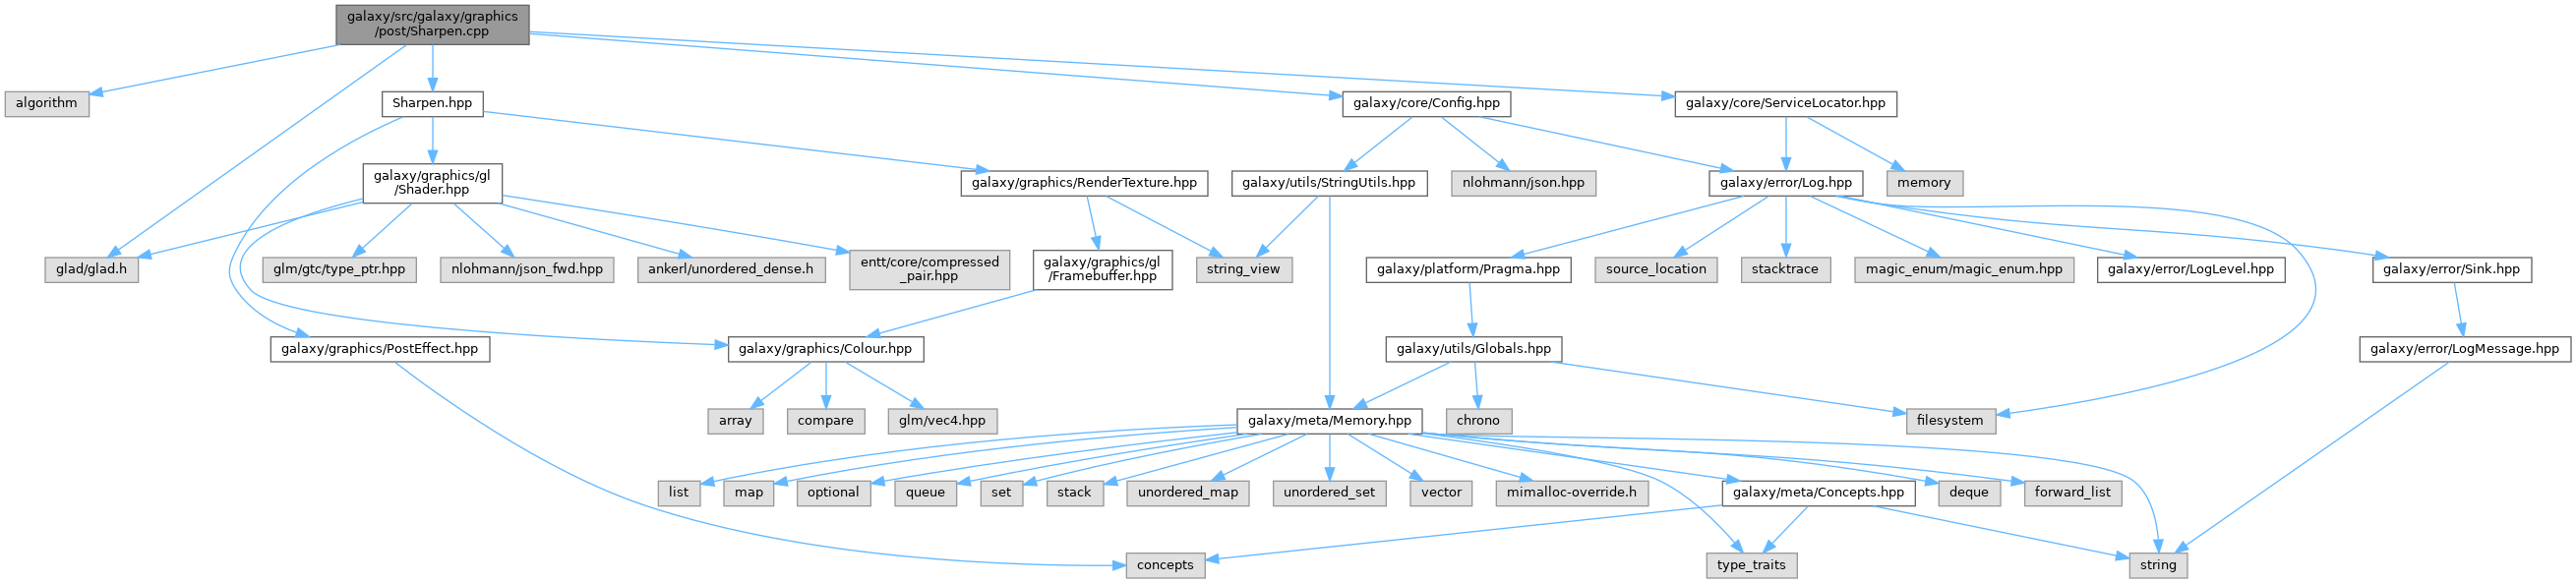 galaxy/src/galaxy/graphics
/post/Sharpen.cpp
algorithm
Sharpen.hpp
galaxy/core/Config.hpp
galaxy/core/ServiceLocator.hpp
galaxy/graphics/gl
/Shader.hpp
galaxy/graphics/RenderTexture.hpp
galaxy/utils/StringUtils.hpp
nlohmann/json.hpp
galaxy/error/Log.hpp
memory
glad/glad.h
glm/gtc/type_ptr.hpp
nlohmann/json_fwd.hpp
ankerl/unordered_dense.h
entt/core/compressed
_pair.hpp
galaxy/graphics/gl
/Framebuffer.hpp
string_view
galaxy/platform/Pragma.hpp
source_location
stacktrace
magic_enum/magic_enum.hpp
galaxy/error/LogLevel.hpp
galaxy/error/Sink.hpp
galaxy/graphics/PostEffect.hpp
galaxy/graphics/Colour.hpp
galaxy/utils/Globals.hpp
galaxy/error/LogMessage.hpp
array
compare
glm/vec4.hpp
galaxy/meta/Memory.hpp
chrono
filesystem
list
map
optional
queue
set
stack
unordered_map
unordered_set
vector
mimalloc-override.h
galaxy/meta/Concepts.hpp
deque
forward_list
concepts
type_traits
string